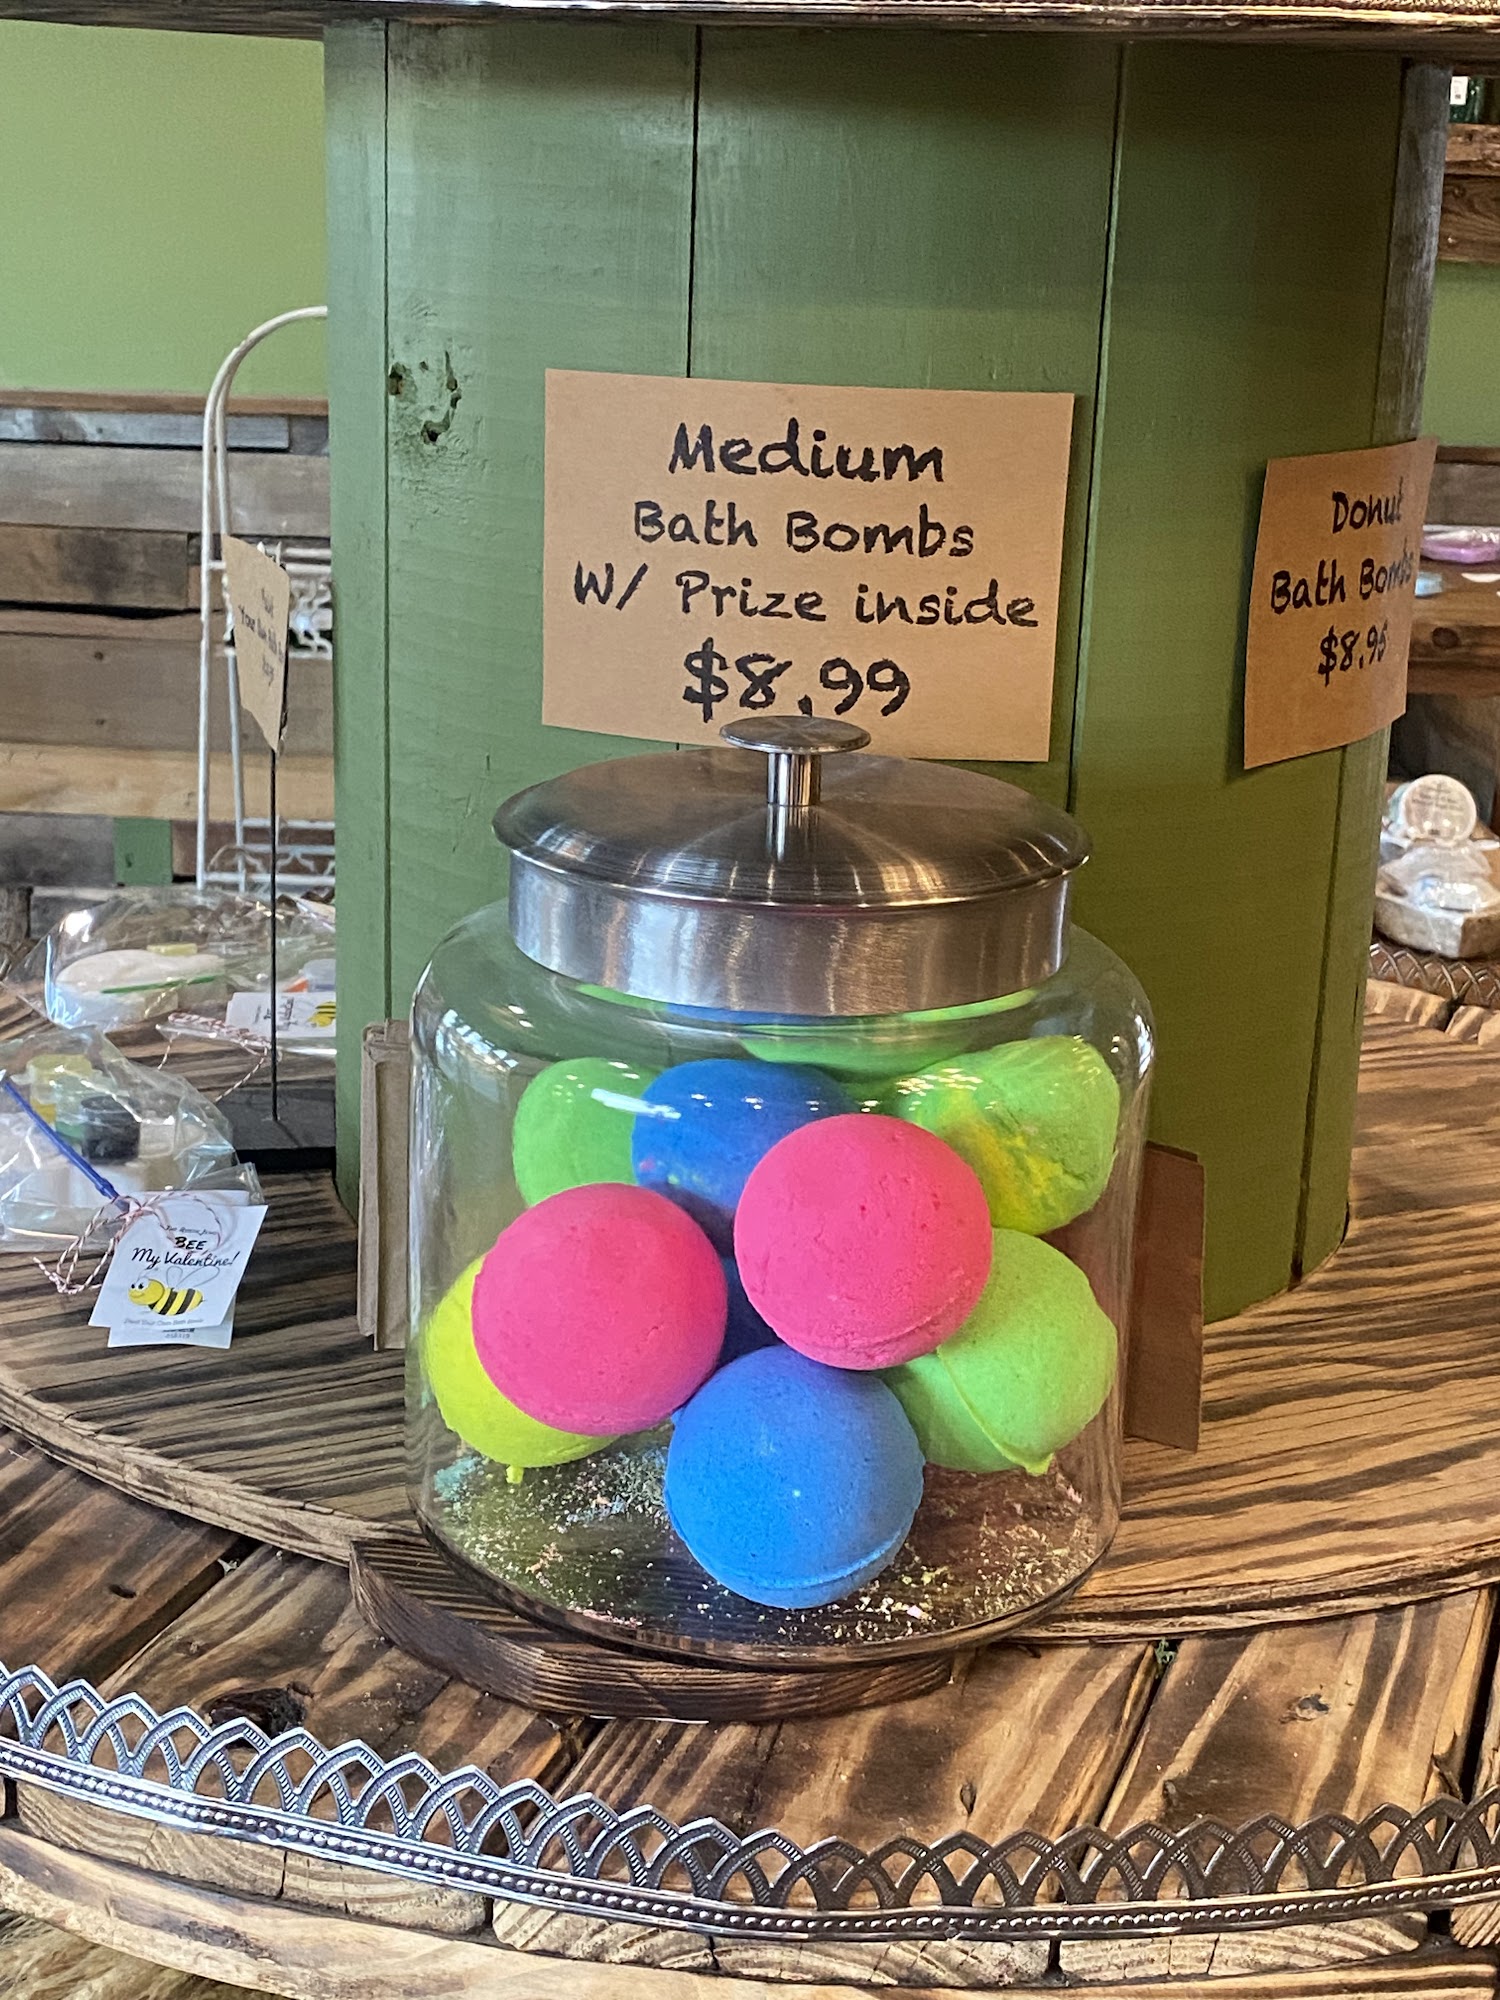 Medium
Bath Bombs
W/ Prize inside
$8.99
Donut
Bath Bombs
$8.95
BEE
My Valentine!